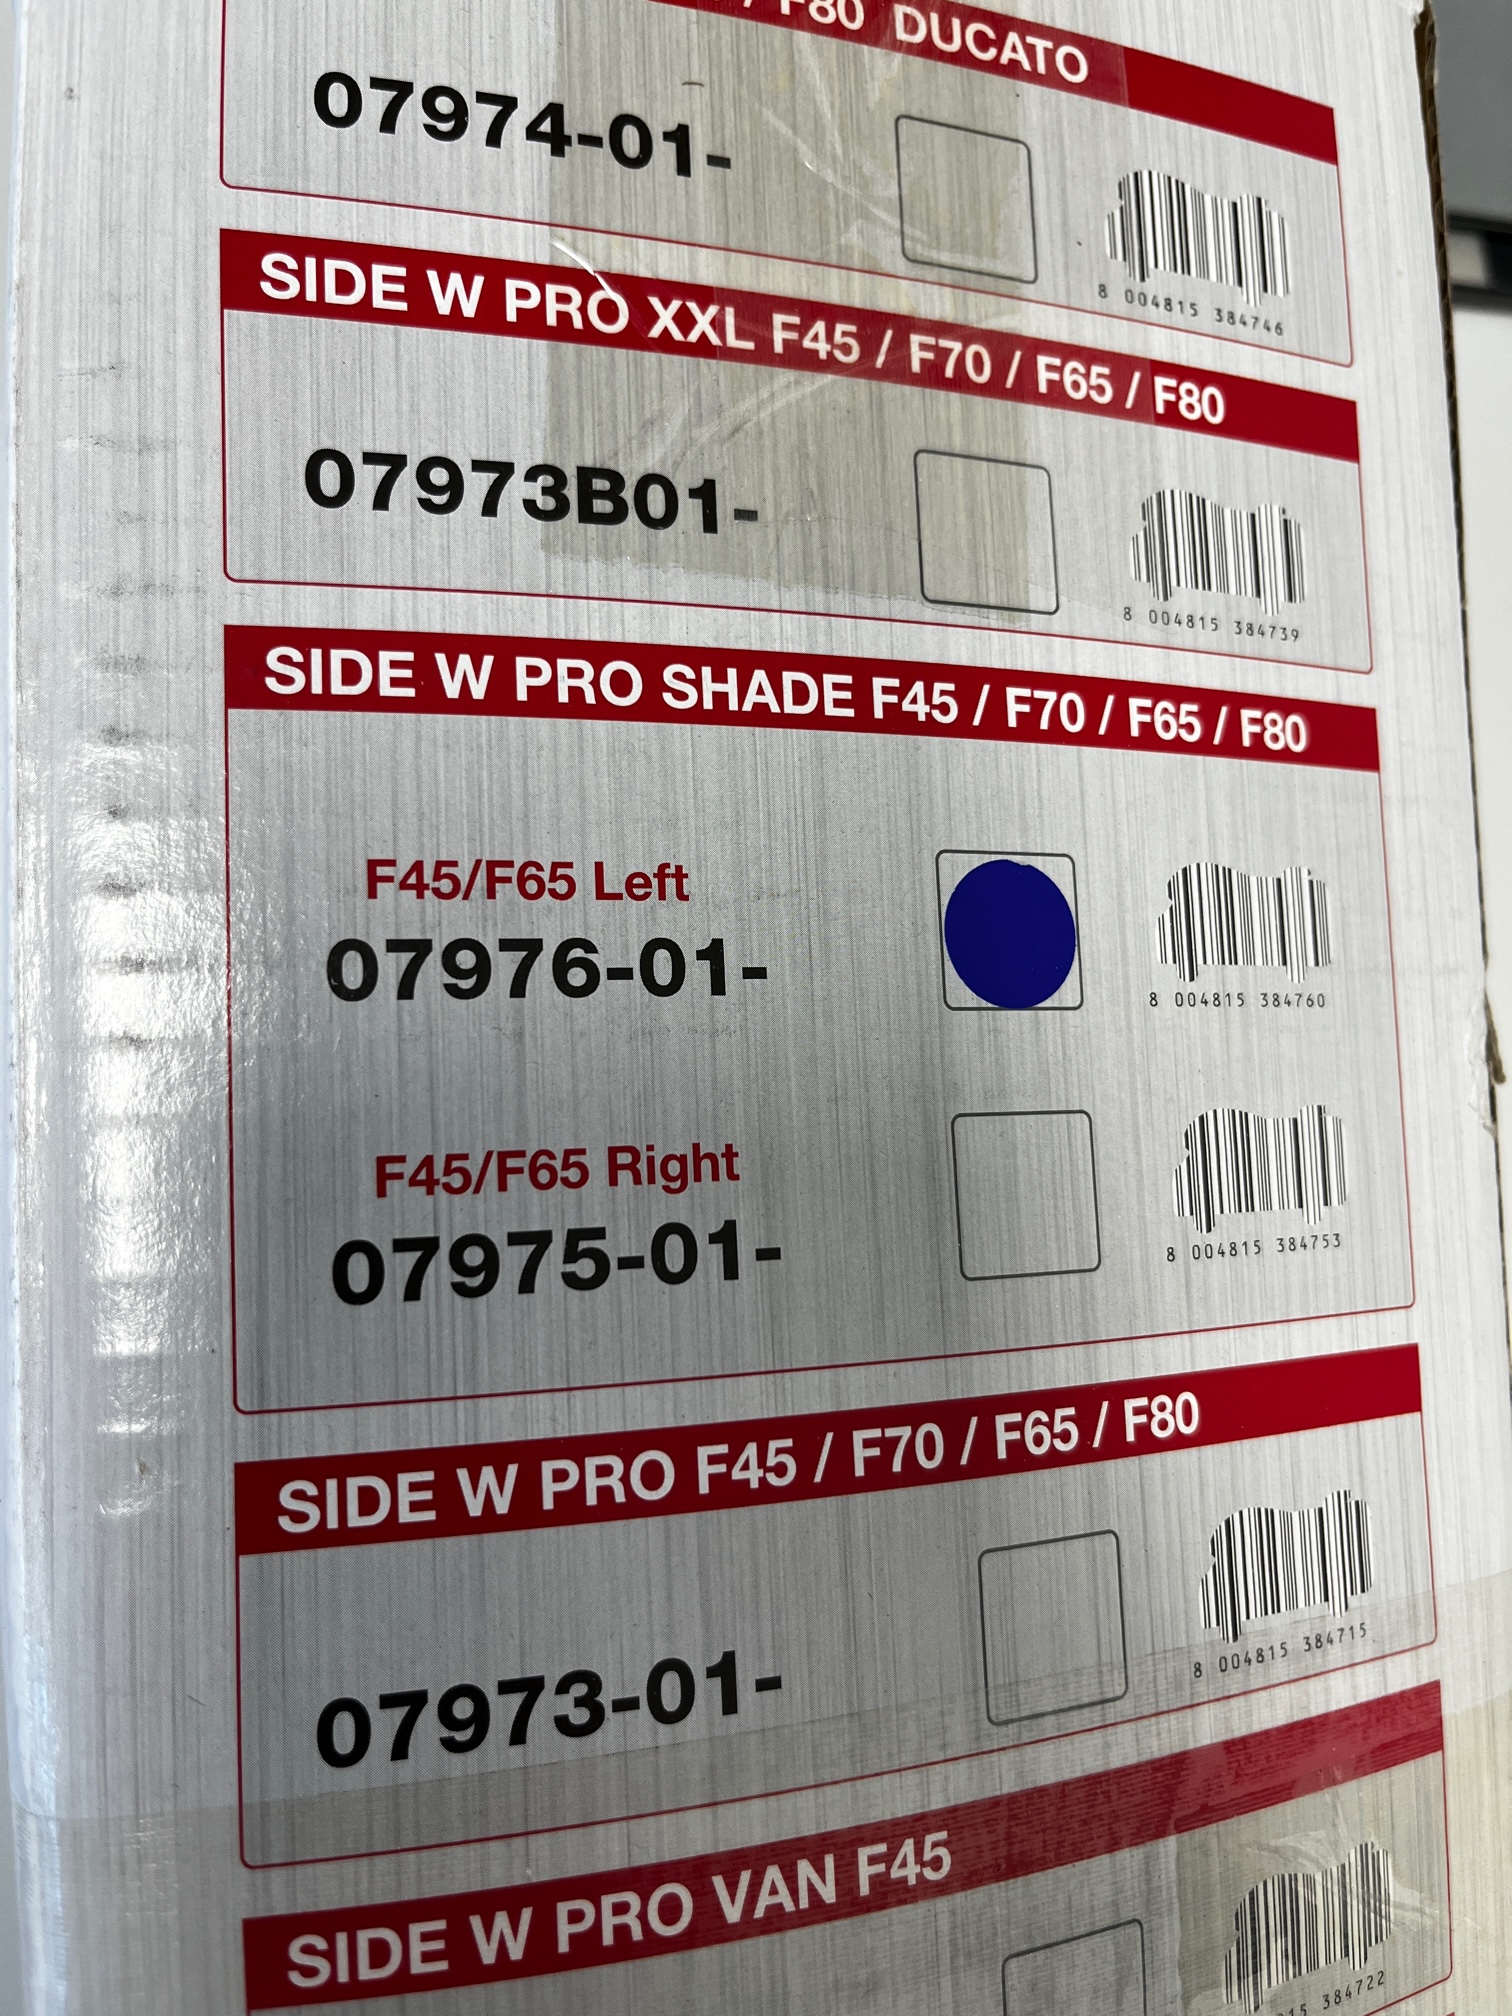 / F80 DUCATO
07974-01-
8 004815 384746
SIDE W PRO XXL F45 / F70 / F65 / F80
07973B01-
8 004815 384739
SIDE W PRO SHADE F45 / F70 / F65 / F80
F45/F65 Left
07976-01-
8 004815 384760
F45/F65 Right
07975-01-
8 004815 384753
SIDE W PRO F45 / F70 / F65 / F80
07973-01-
8 004815 384715
SIDE W PRO VAN F45
15 384722